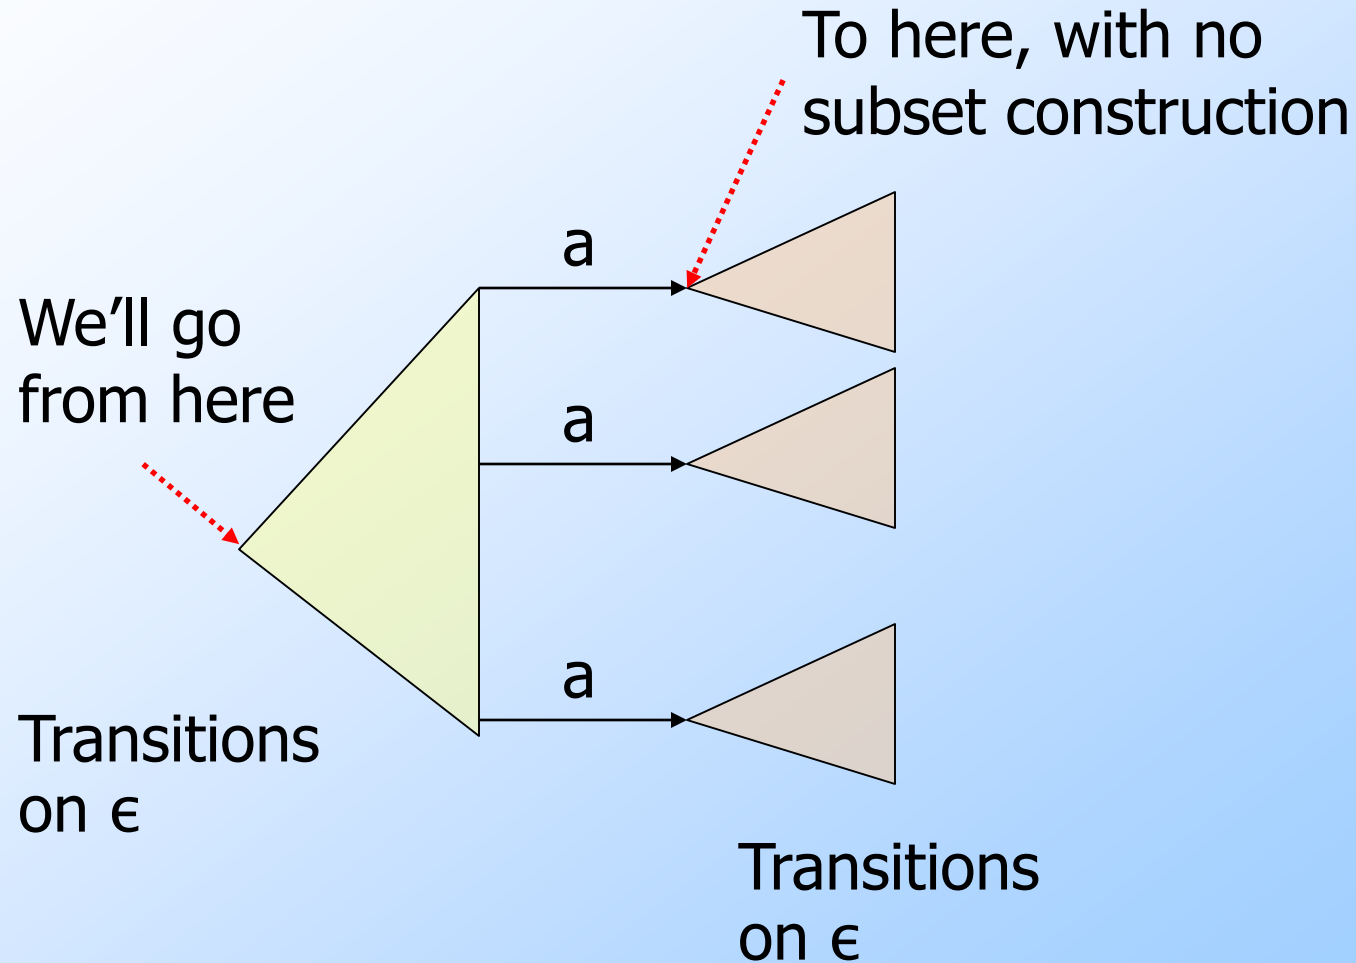 To here, with no
subset construction
a
We’ll go
from here
a
a
Transitions
on ϵ
Transitions
on ϵ